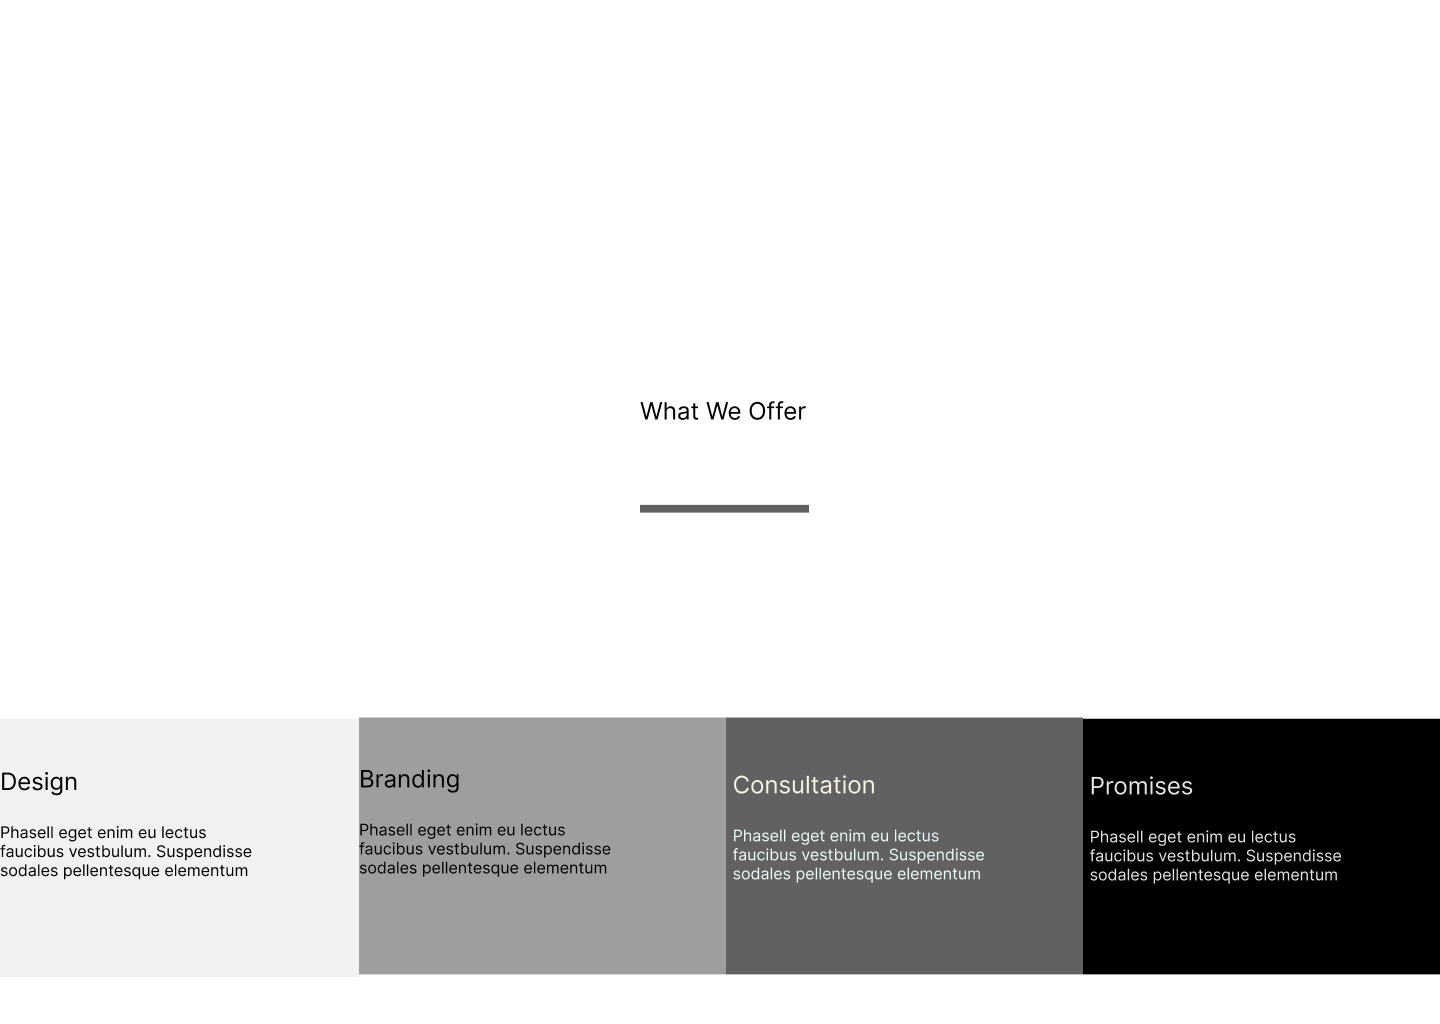 What We Offer
Design
Phasell eget enim eu lectus
faucibus vestbulum. Suspendisse
sodales pellentesque elementum
Branding
Phasell eget enim eu lectus
faucibus vestbulum. Suspendisse
sodales pellentesque elementum
Consultation
Phasell eget enim eu lectus
faucibus vestbulum. Suspendisse
sodales pellentesque elementum
Promises
Phasell eget enim eu lectus
faucibus vestbulum. Suspendisse
sodales pellentesque elementum